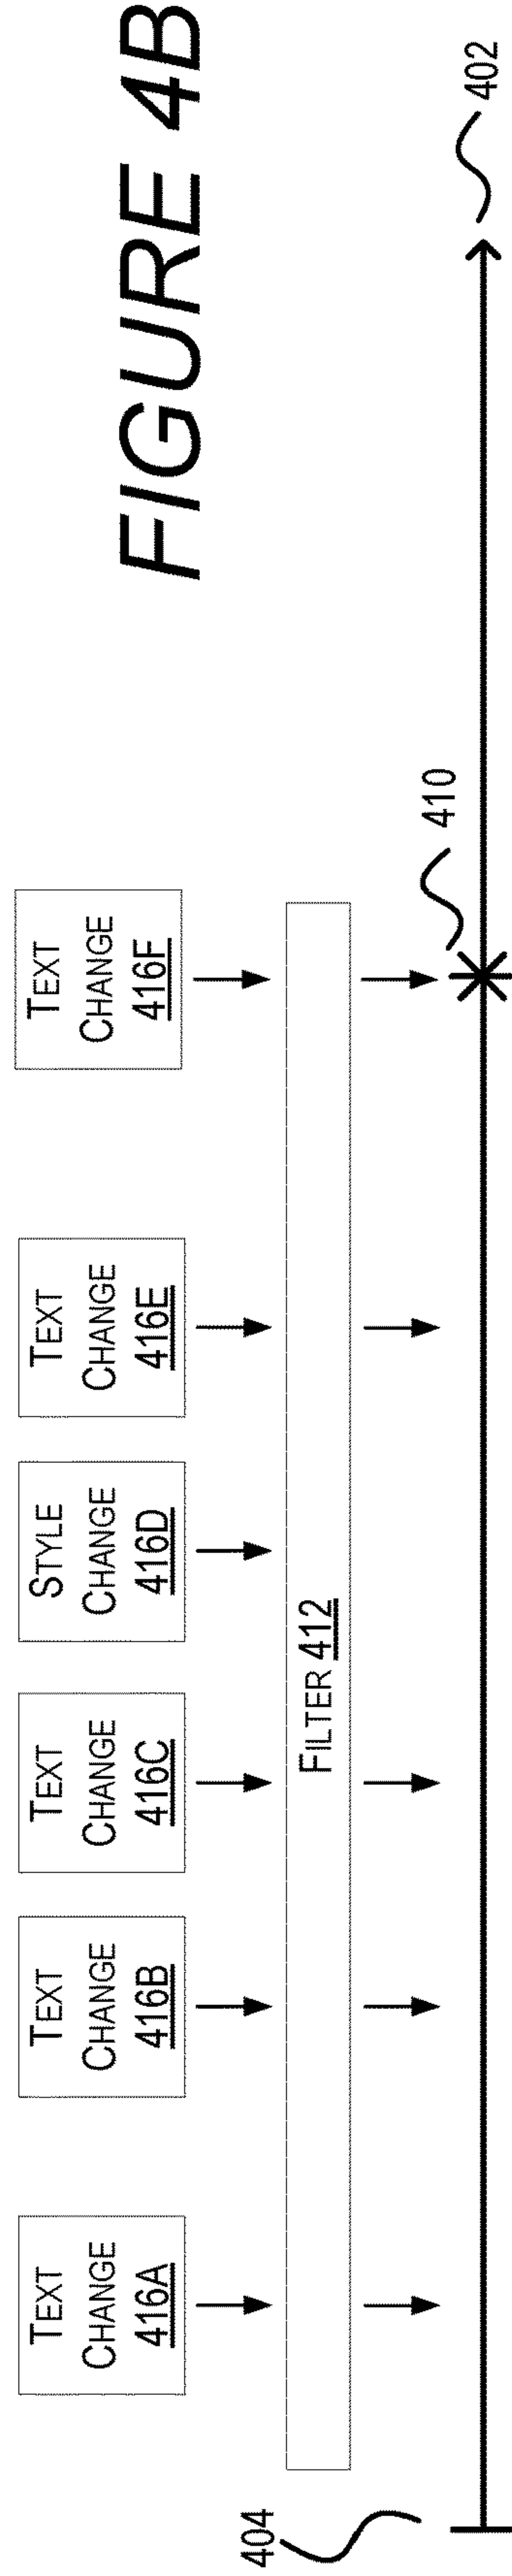 TEXT
CHANGE
416A
TEXT
CHANGE
416B
TEXT
CHANGE
416C
STYLE
CHANGE
416D
TEXT
CHANGE
416E
TEXT
CHANGE
416F
FIGURE 4B
FILTER 412
404
410
402